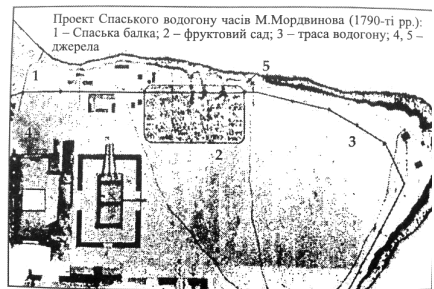 Проект Спаського водогону часів М.Мордвинова (1790-ті рр.):
1 – Спаська балка; 2 – фруктовий сад; 3 – траса водогону; 4, 5 –
джерела
1
5
3
4
2